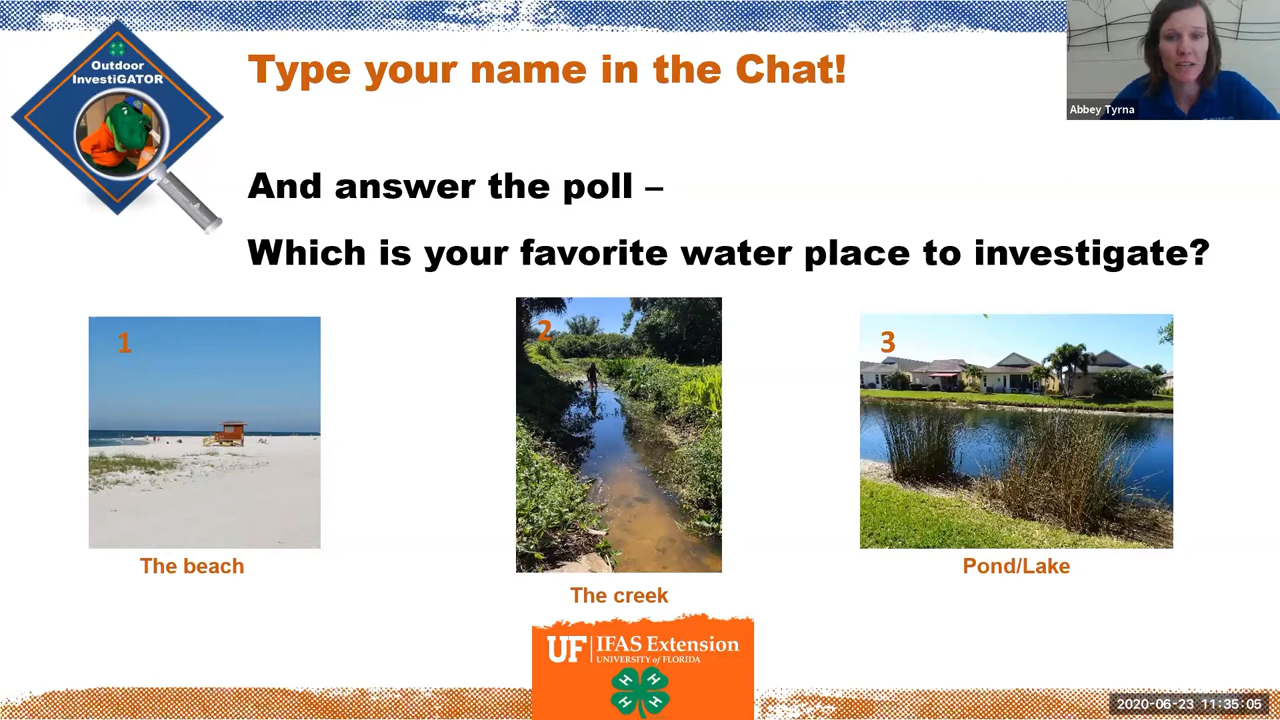 Outdoor
InvestiGATOR
Type your name in the Chat!
Abbey Tyrna
And answer the poll –
Which is your favorite water place to investigate?
1
2
3
The beach
The creek
Pond/Lake
UF IFAS Extension
UNIVERSITY of FLORIDA
H H
H H
2020-06-23 11:35:05